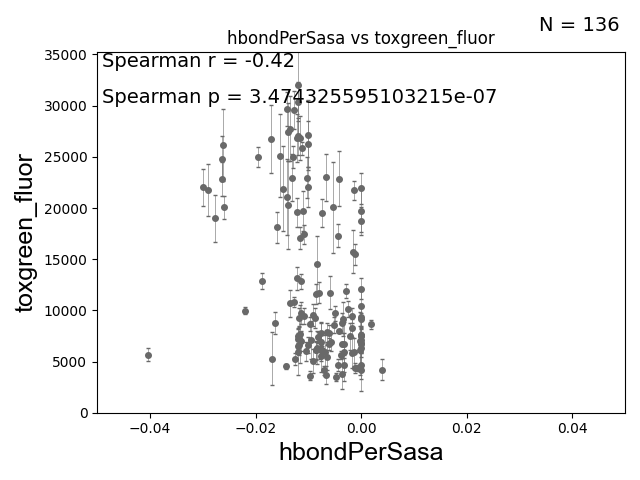 N = 136
hbondPerSasa vs toxgreen_fluor
Spearman r = -0.42
Spearman p = 3.474325595103215e-07
toxgreen_fluor
35000
30000
25000
20000
15000
10000
5000
0
−0.04 −0.02 0.00 0.02 0.04
hbondPerSasa